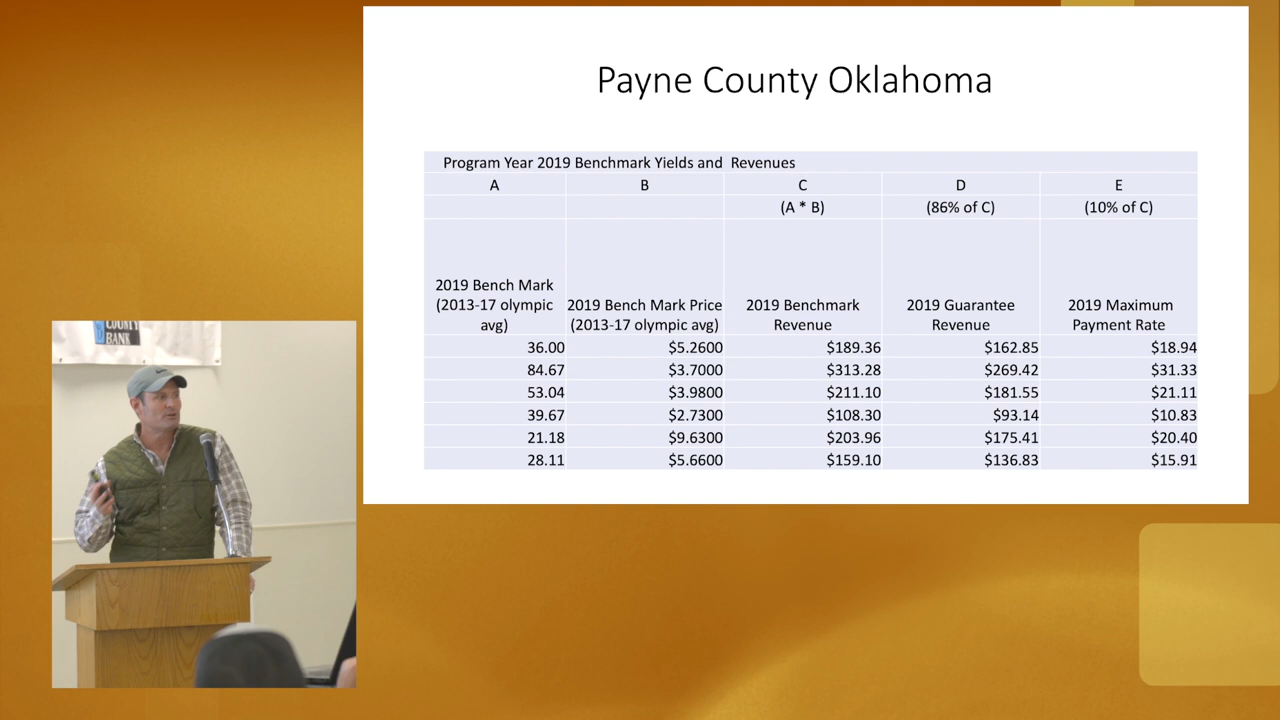 Payne County Oklahoma
Program Year 2019 Benchmark Yields and Revenues
A B C D E
(A * B) (86% of C) (10% of C)
2019 Bench Mark (2013-17 olympic avg) 2019 Bench Mark Price (2013-17 olympic avg) 2019 Benchmark Revenue 2019 Guarantee Revenue 2019 Maximum Payment Rate
36.00 $5.2600 $189.36 $162.85 $18.94
84.67 $3.7000 $313.28 $269.42 $31.33
53.04 $3.9800 $211.10 $181.55 $21.11
39.67 $2.7300 $108.30 $93.14 $10.83
21.18 $9.6300 $203.96 $175.41 $20.40
28.11 $5.6600 $159.10 $136.83 $15.91
COUNTY
BANK